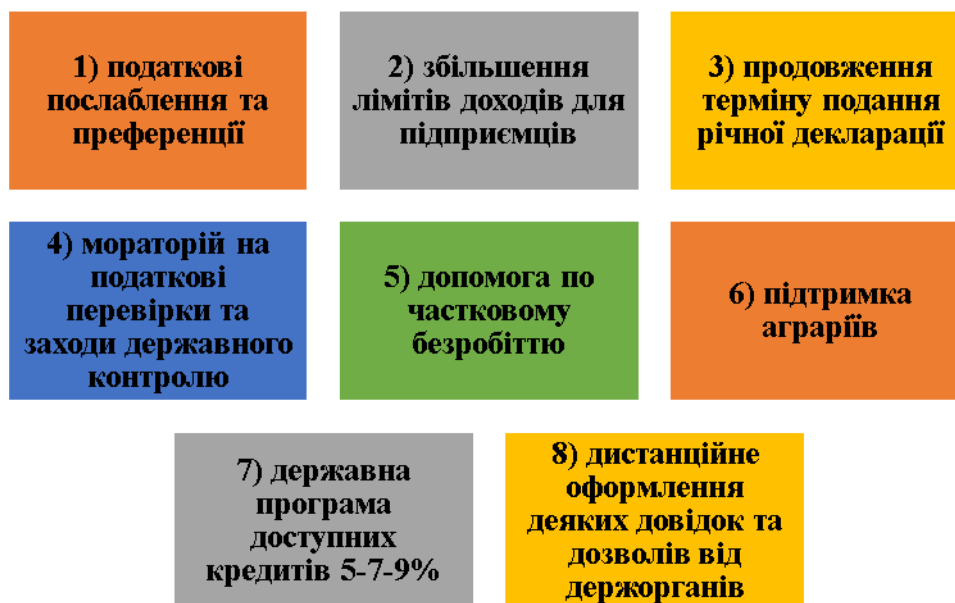 1) податкові
послаблення та
преференції
2) збільшення
лімітів доходів для
підприємців
3) продовження
терміну подання
річної декларації
4) мораторій на
податкові
перевірки та
заходи державного
контролю
5) допомога по
частковому
безробіттю
6) підтримка
аграріїв
7) державна
програма
доступних
кредитів 5-7-9%
8) дистанційне
оформлення
деяких довідок та
дозволів від
держорганів